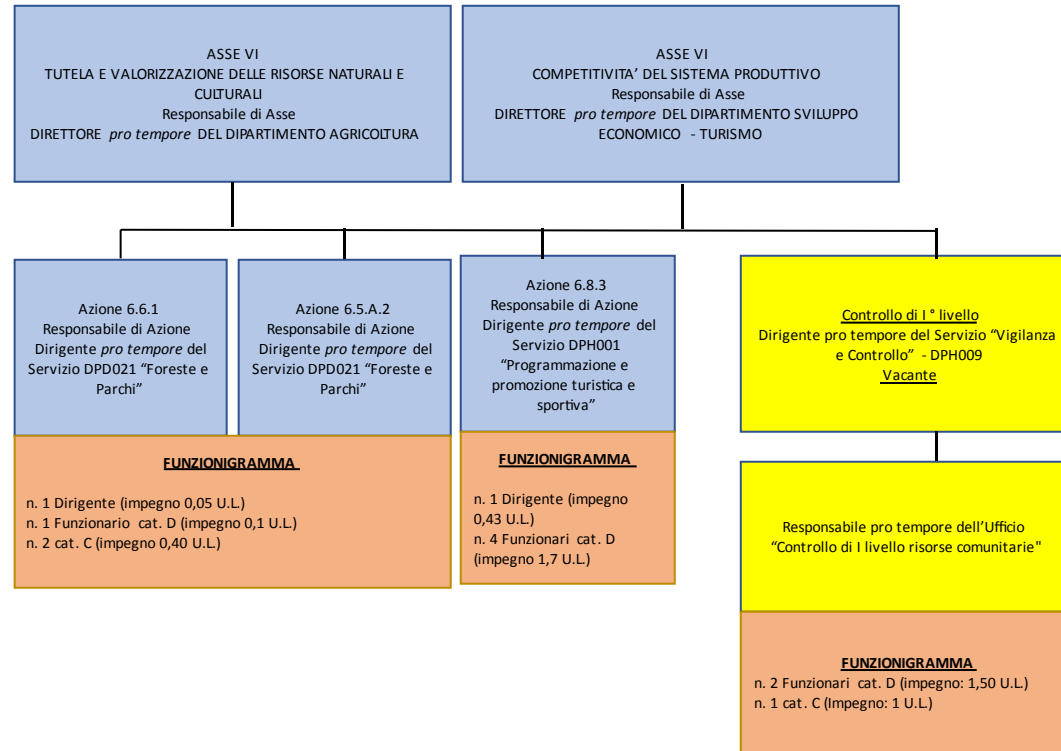 ASSE VI
TUTELA E VALORIZZAZIONE DELLE RISORSE NATURALI E
CULTURALI
Responsabile di Asse
DIRETTORE pro tempore DEL DIPARTIMENTO AGRICOLTURA
ASSE VI
COMPETITIVITA’ DEL SISTEMA PRODUTTIVO
Responsabile di Asse
DIRETTORE pro tempore DEL DIPARTIMENTO SVILUPPO
ECONOMICO - TURISMO
Azione 6.6.1
Responsabile di Azione
Dirigente pro tempore del
Servizio DPD021 “Foreste e
Parchi”
Azione 6.5.A.2
Responsabile di Azione
Dirigente pro tempore del
Servizio DPD021 “Foreste e
Parchi”
Azione 6.8.3
Responsabile di Azione
Dirigente pro tempore del
Servizio DPH001
“Programmazione e
promozione turistica e
sportiva”
Controllo di I ° livello
Dirigente pro tempore del Servizio “Vigilanza
e Controllo” - DPH009
Vacante
FUNZIONIGRAMMA
n. 1 Dirigente (impegno 0,05 U.L.)
n. 1 Funzionario cat. D (impegno 0,1 U.L.)
n. 2 cat. C (impegno 0,40 U.L.)
FUNZIONIGRAMMA
n. 1 Dirigente (impegno
0,43 U.L.)
n. 4 Funzionari cat. D
(impegno 1,7 U.L.)
Responsabile pro tempore dell’Ufficio
“Controllo di I livello risorse comunitarie"
FUNZIONIGRAMMA
n. 2 Funzionari cat. D (impegno: 1,50 U.L.)
n. 1 cat. C (Impegno: 1 U.L.)